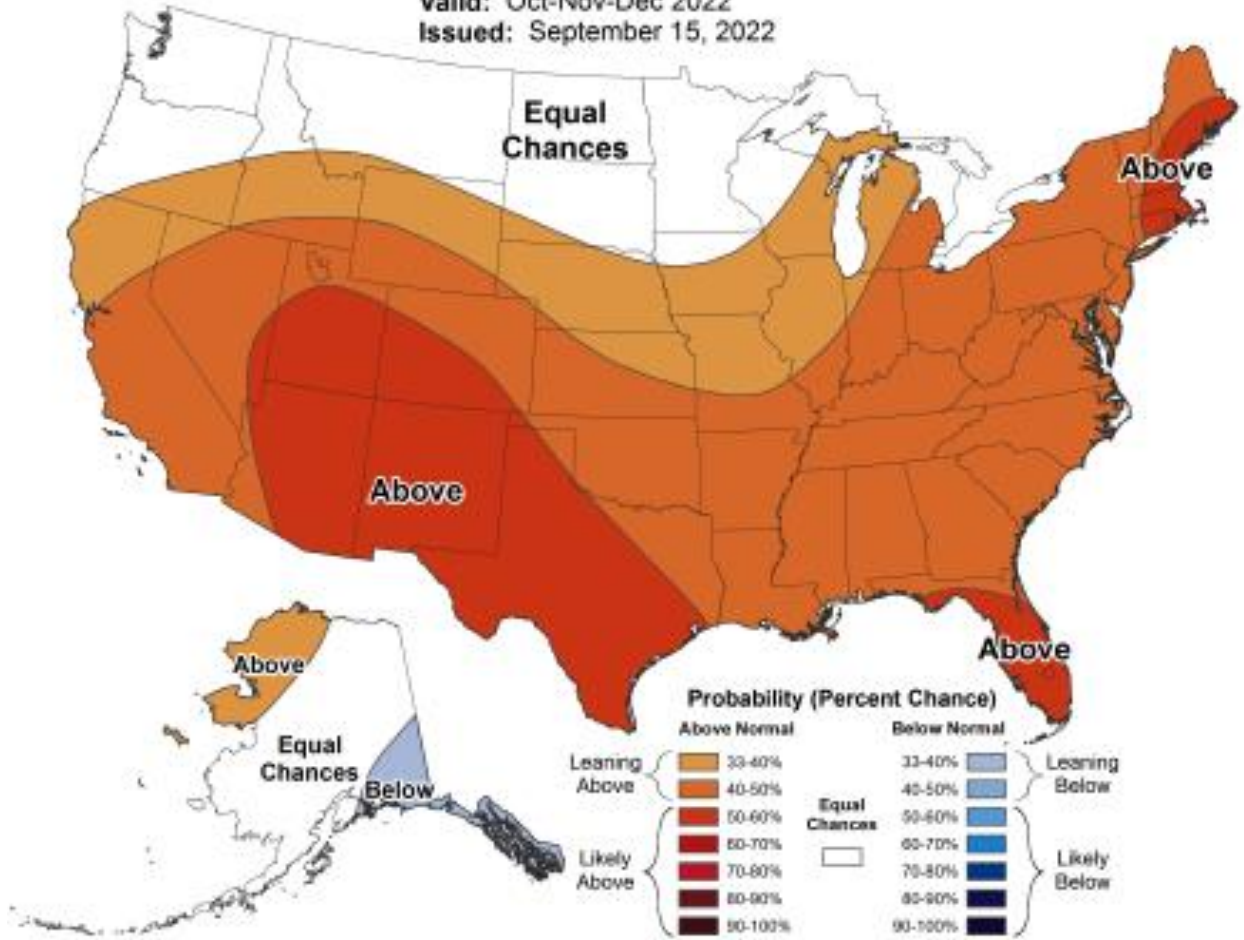 Valid: Oct-Nov-Dec 2022
Issued: September 15, 2022
Equal
Chances
Above
Above
Above
Above
Equal
Chances
Below
Probability (Percent Chance)
Above Normal
Below Normal
Leaning
Above
33-40%
40-50%
Likely
Above
50-60%
60-70%
70-80%
80-90%
90-100%
Equal
Chances
33-40%
40-50%
Leaning
Below
50-60%
60-70%
70-80%
80-90%
90-100%
Likely
Below